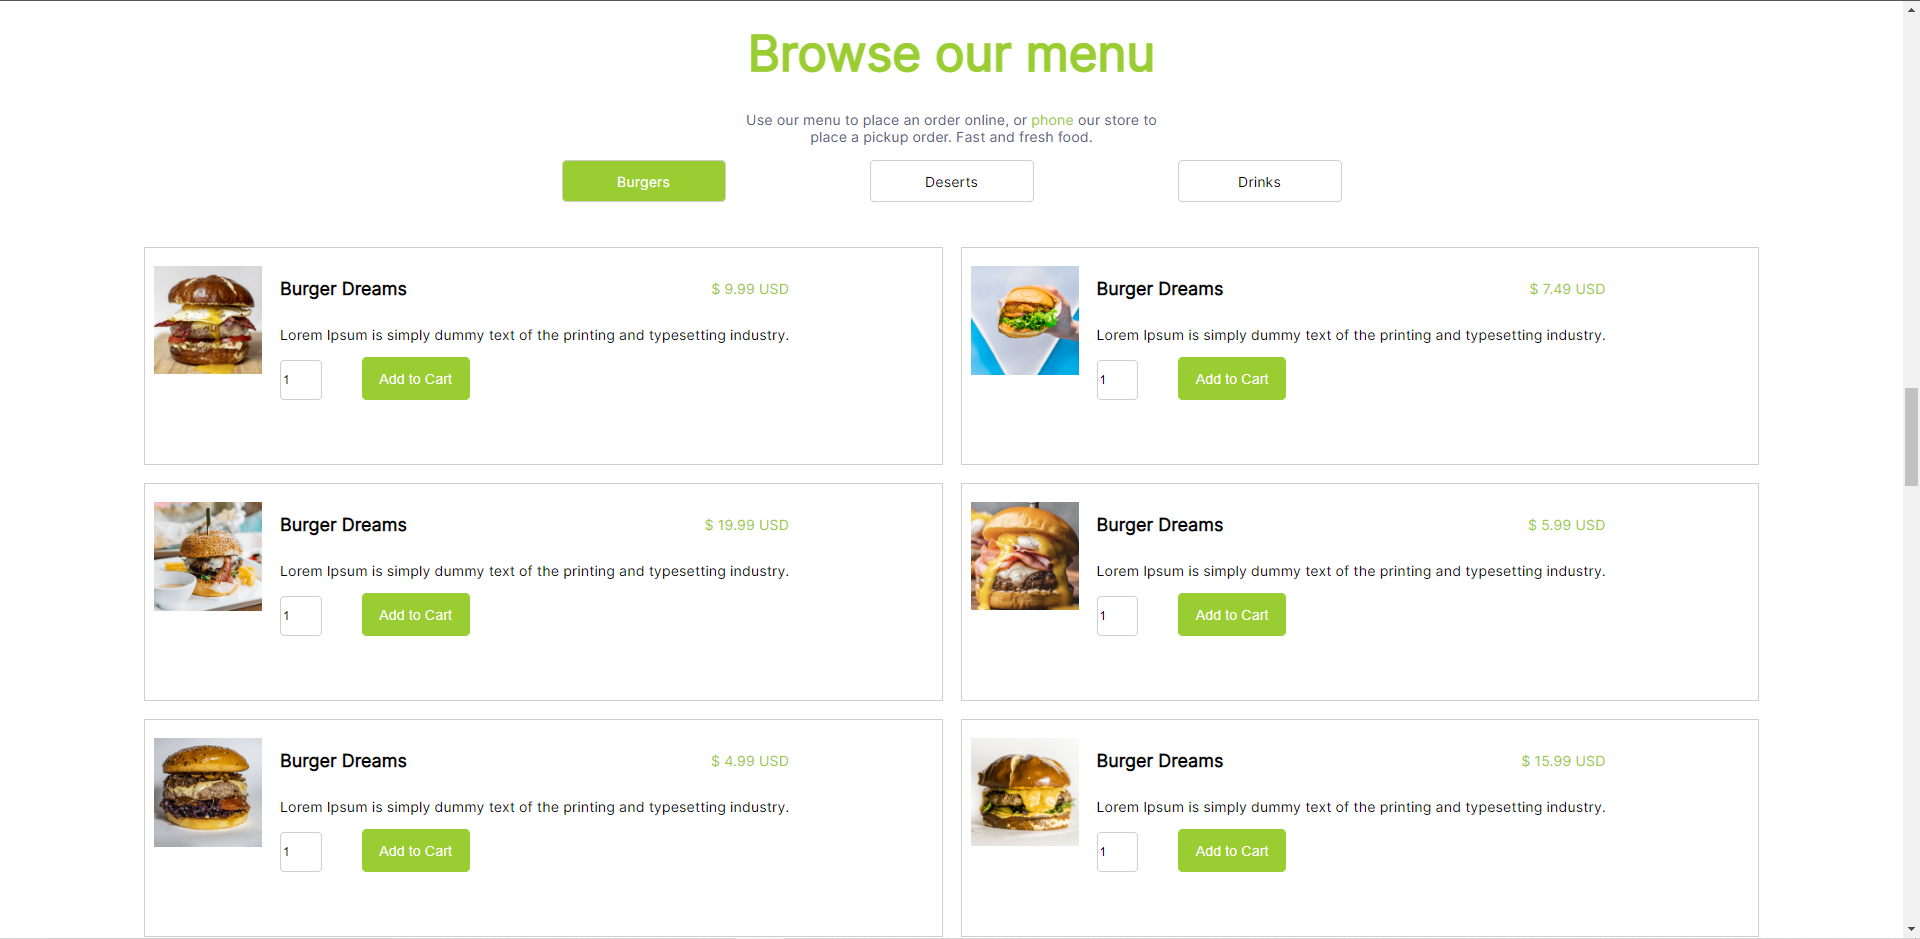 Browse our menu
Use our menu to place an order online, or phone our store to
place a pickup order. Fast and fresh food.
Burgers
Deserts
Drinks
Burger Dreams
$ 9.99 USD
Lorem Ipsum is simply dummy text of the printing and typesetting industry.
1
Add to Cart
Burger Dreams
$ 7.49 USD
Lorem Ipsum is simply dummy text of the printing and typesetting industry.
1
Add to Cart
Burger Dreams
$ 19.99 USD
Lorem Ipsum is simply dummy text of the printing and typesetting industry.
1
Add to Cart
Burger Dreams
$ 5.99 USD
Lorem Ipsum is simply dummy text of the printing and typesetting industry.
1
Add to Cart
Burger Dreams
$ 4.99 USD
Lorem Ipsum is simply dummy text of the printing and typesetting industry.
1
Add to Cart
Burger Dreams
$ 15.99 USD
Lorem Ipsum is simply dummy text of the printing and typesetting industry.
1
Add to Cart